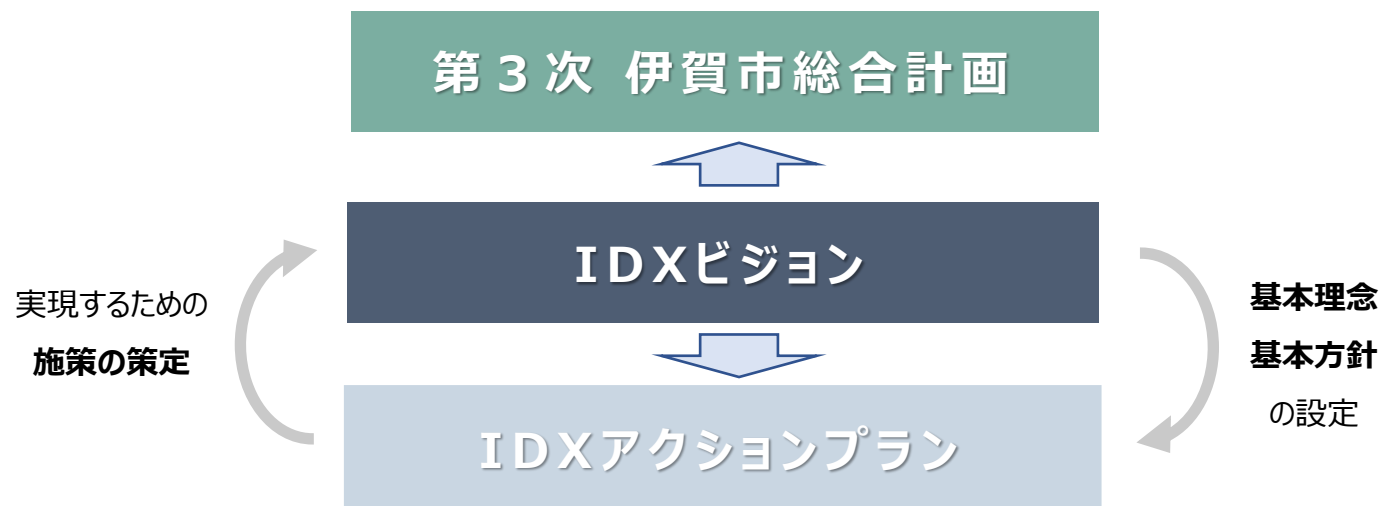 第３次 伊賀市総合計画
ＩＤＸビジョン
実現するための
施策の策定
基本理念
基本方針
の設定
ＩＤＸアクションプラン